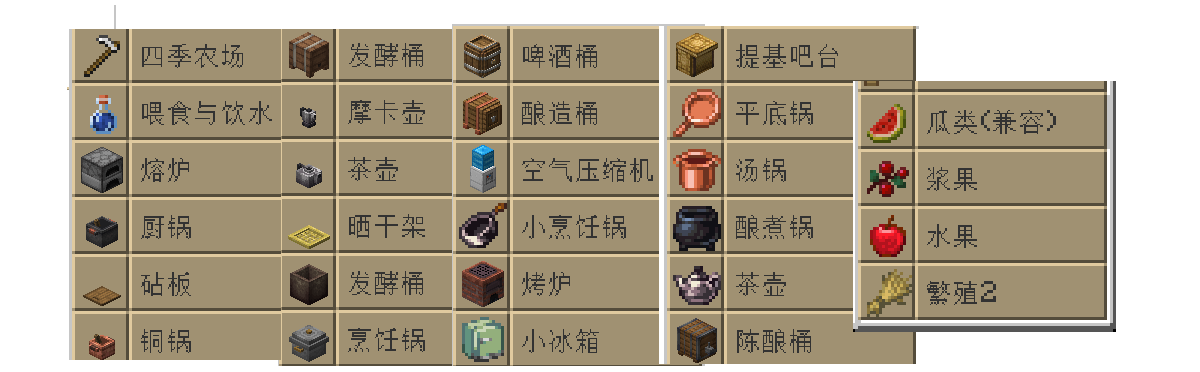 四季农场
喂食与饮水
熔炉
厨锅
砧板
铜锅
发酵桶
摩卡壶
茶壶
晒干架
发酵桶
烹饪锅
啤酒桶
酿造桶
空气压缩机
小烹饪锅
烤炉
小冰箱
提基吧台
平底锅
汤锅
酿煮锅
茶壶
陈酿桶
瓜类(兼容)
浆果
水果
繁殖2